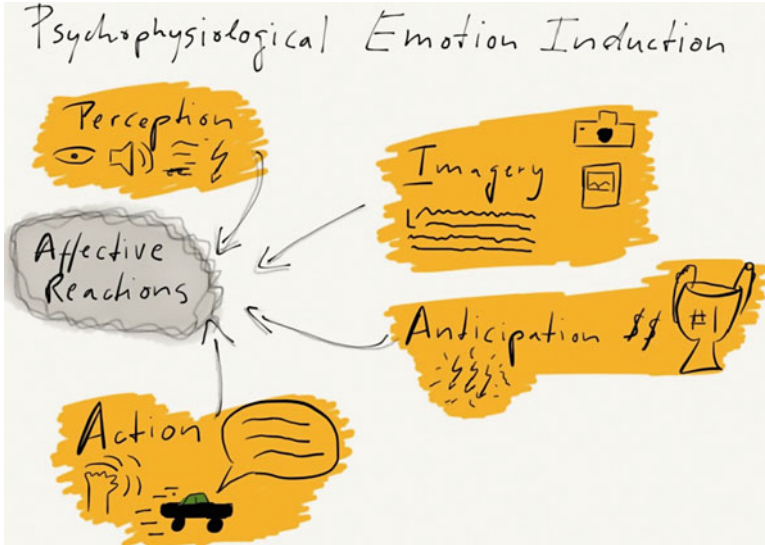 Psychophysiological Emotion Induction
Perception
Imagery
Affective
Reactions
Anticipation $$
#1
Action